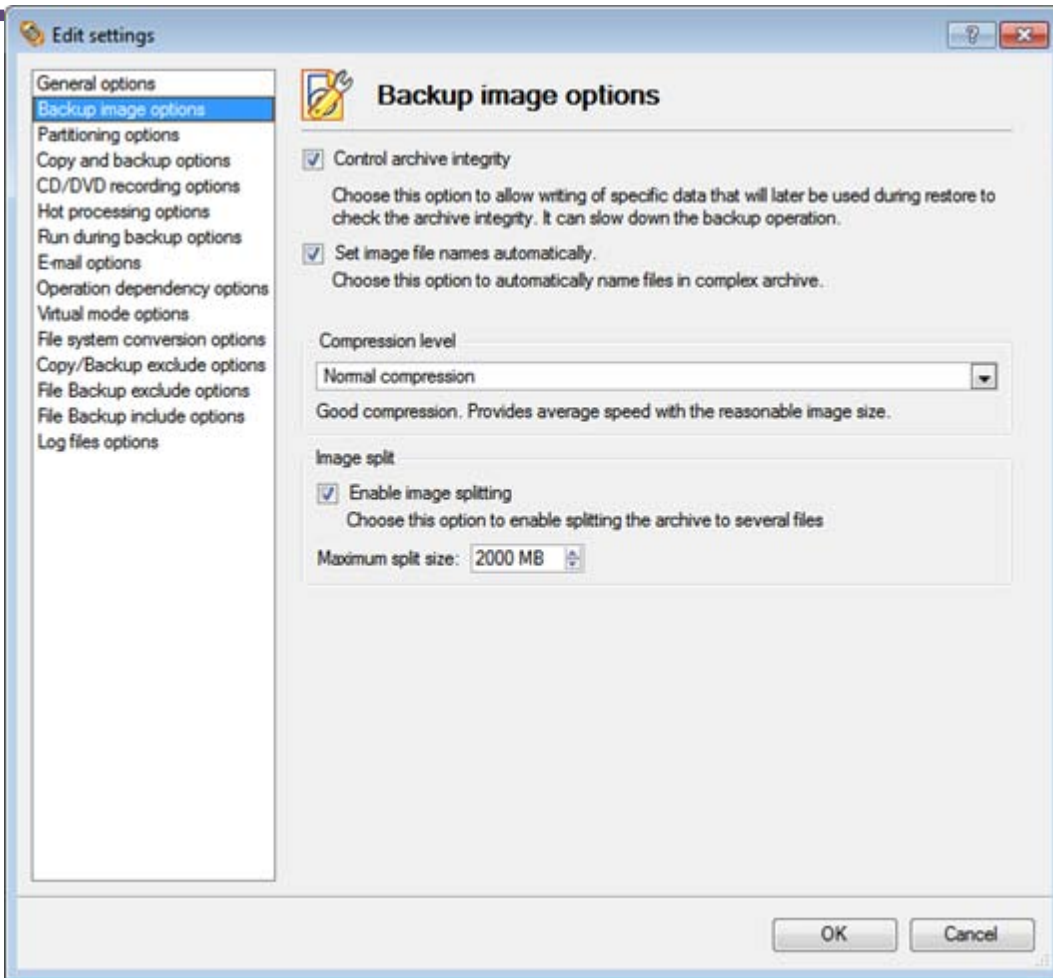 Edit settings
General options
Backup image options
Partitioning options
Copy and backup options
CD/DVD recording options
Hot processing options
Run during backup options
E-mail options
Operation dependency options
Virtual mode options
File system conversion options
Copy/Backup exclude options
File Backup exclude options
File Backup include options
Log files options
Backup image options
Control archive integrity
Choose this option to allow writing of specific data that will later be used during restore to
check the archive integrity. It can slow down the backup operation.
Set image file names automatically.
Choose this option to automatically name files in complex archive.
Compression level
Normal compression
Good compression. Provides average speed with the reasonable image size.
Image split
Enable image splitting
Choose this option to enable splitting the archive to several files
Maximum split size: 2000 MB
OK Cancel